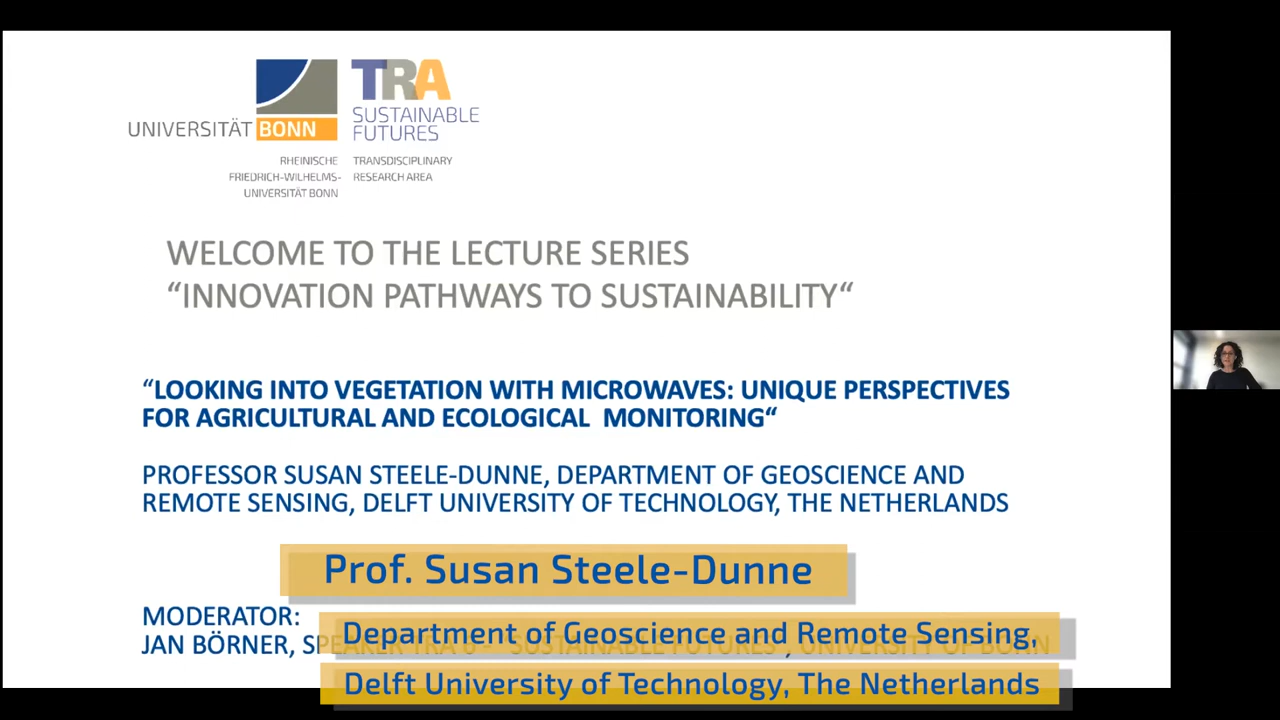 UNIVERSITÄT BONN
TRA
SUSTAINABLE
FUTURES
RHEINISCHE
FRIEDRICH-WILHELMS-
UNIVERSITÄT BONN
TRANSDISCIPLINARY
RESEARCH AREA
WELCOME TO THE LECTURE SERIES
“INNOVATION PATHWAYS TO SUSTAINABILITY“
“LOOKING INTO VEGETATION WITH MICROWAVES: UNIQUE PERSPECTIVES
FOR AGRICULTURAL AND ECOLOGICAL MONITORING“
PROFESSOR SUSAN STEELE-DUNNE, DEPARTMENT OF GEOSCIENCE AND
REMOTE SENSING, DELFT UNIVERSITY OF TECHNOLOGY, THE NETHERLANDS
Prof. Susan Steele-Dunne
MODERATOR:
JAN BÖRNER, SPEAKER TRA 6 - "SUSTAINABLE FUTURES", UNIVERSITY OF BONN
Department of Geoscience and Remote Sensing,
Delft University of Technology, The Netherlands